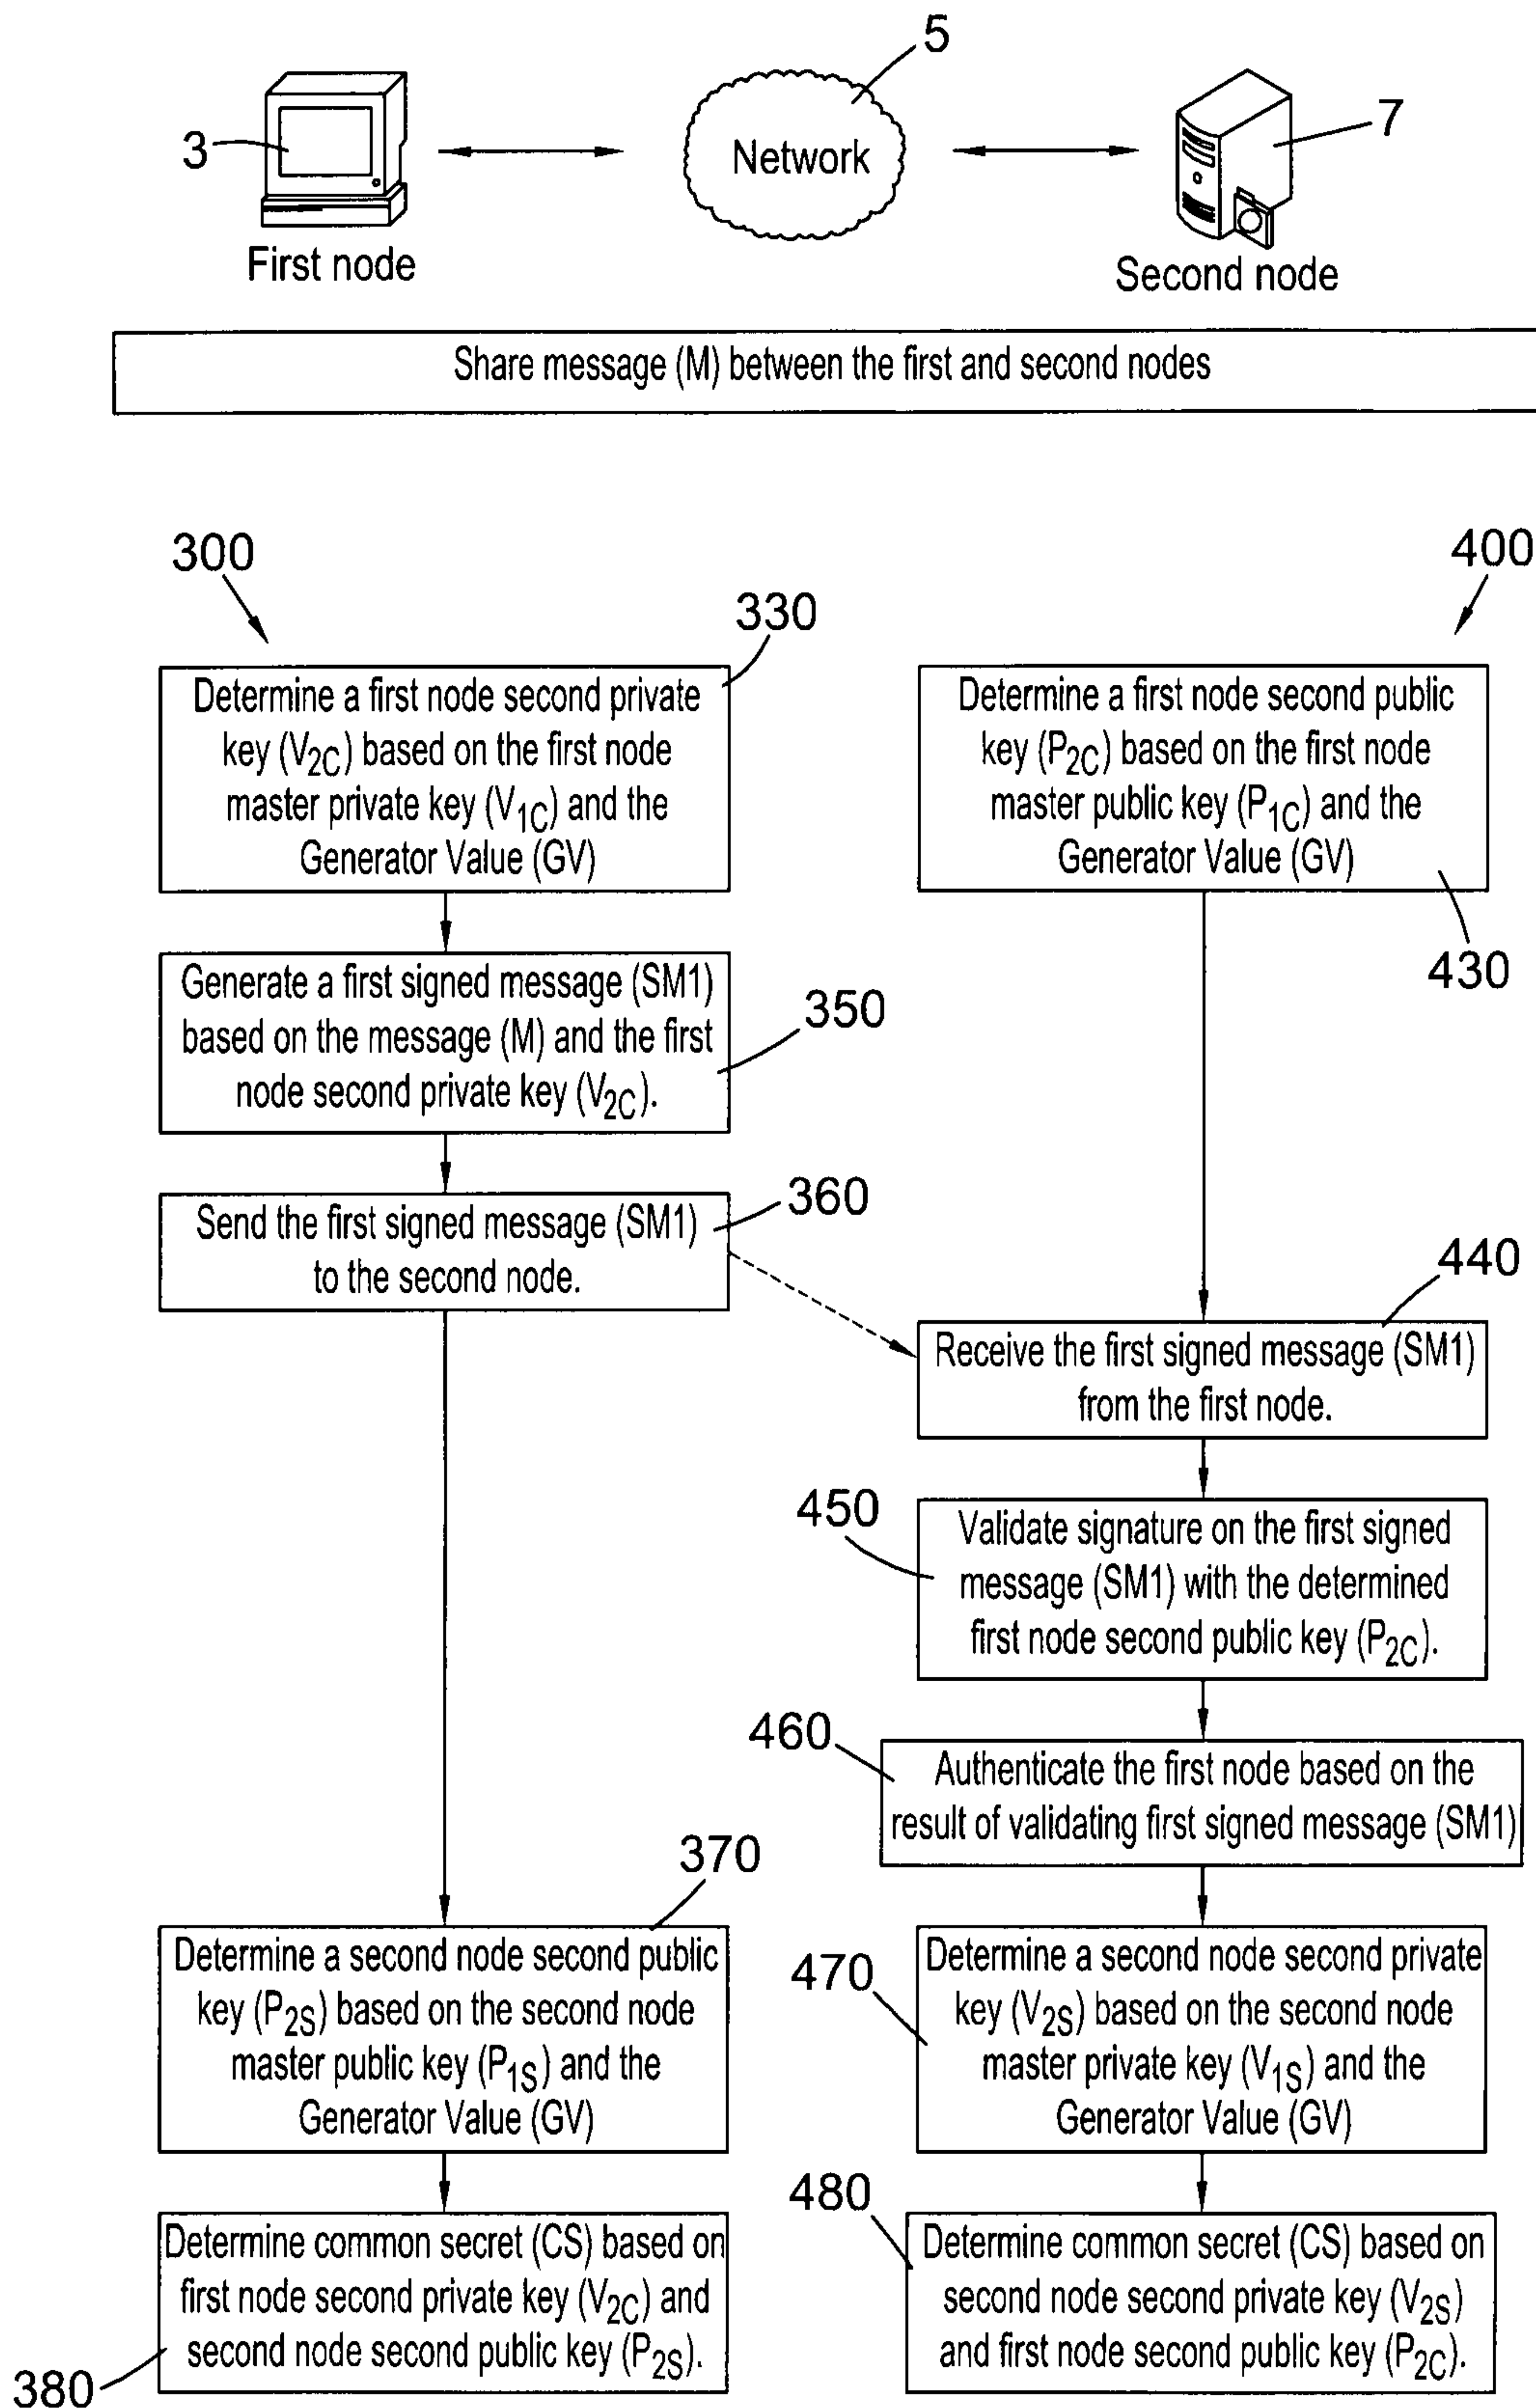 5
3
Network
7
First node
Second node
Share message (M) between the first and second nodes
300
400
330
Determine a first node second private
key (V2C) based on the first node
master private key (V1C) and the
Generator Value (GV)
Determine a first node second public
key (P2C) based on the first node
master public key (P1C) and the
Generator Value (GV)
430
Generate a first signed message (SM1)
based on the message (M) and the first
node second private key (V2C).
350
Send the first signed message (SM1)
to the second node.
360
440
Receive the first signed message (SM1)
from the first node.
450
Validate signature on the first signed
message (SM1) with the determined
first node second public key (P2C).
460
Authenticate the first node based on the
result of validating first signed message (SM1)
370
Determine a second node second public
key (P2S) based on the second node
master public key (P1S) and the
Generator Value (GV)
470
Determine a second node second private
key (V2S) based on the second node
master private key (V1S) and the
Generator Value (GV)
Determine common secret (CS) based on
first node second private key (V2C) and
second node second public key (P2S).
380
480
Determine common secret (CS) based on
second node second private key (V2S)
and first node second public key (P2C).